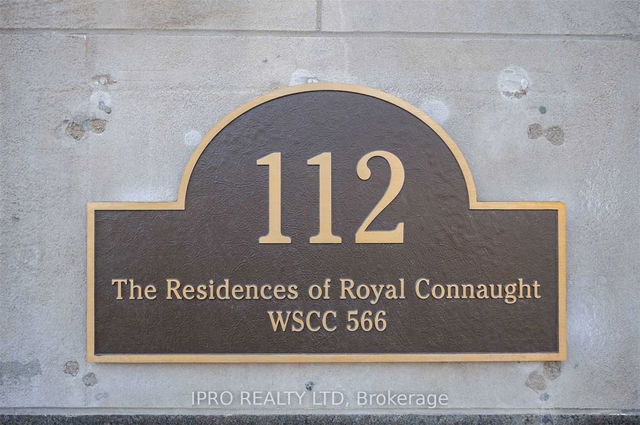 112
The Residences of Royal Connaught
WSCC 566
IPRO REALTY LTD, Brokerage